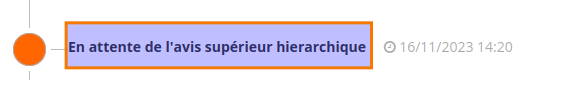 En attente de l'avis supérieur hierarchique 16/11/2023 14:20